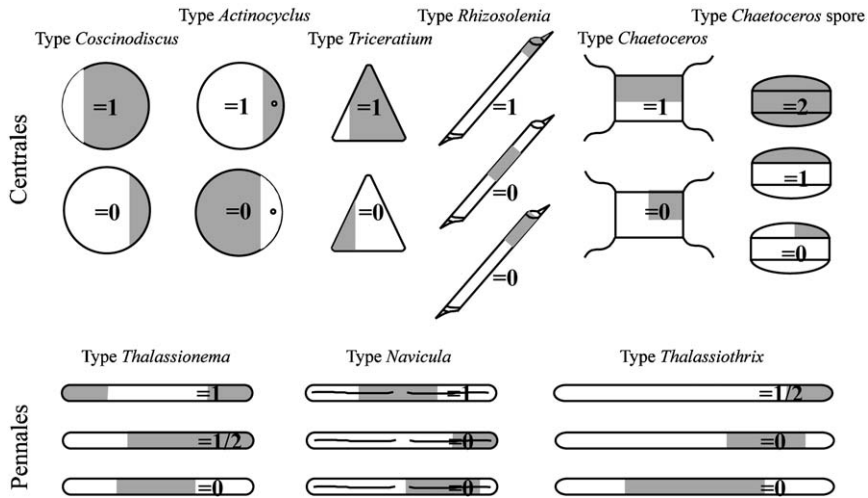 Type Actinocyclus
Type Rhizosolenia
Type Chaetoceros spore
Type Coscinodiscus
Type Triceratium
Type Chaetoceros
Centrales
=1
=1
=1
=1
=1
=2
=0
=0
=0
=0
=0
=1
=0
=0
Type Thalassionema
Type Navicula
Type Thalassiothrix
Pennales
=1
=1
=1/2
=1/2
=0
=0
=0
=0
=0